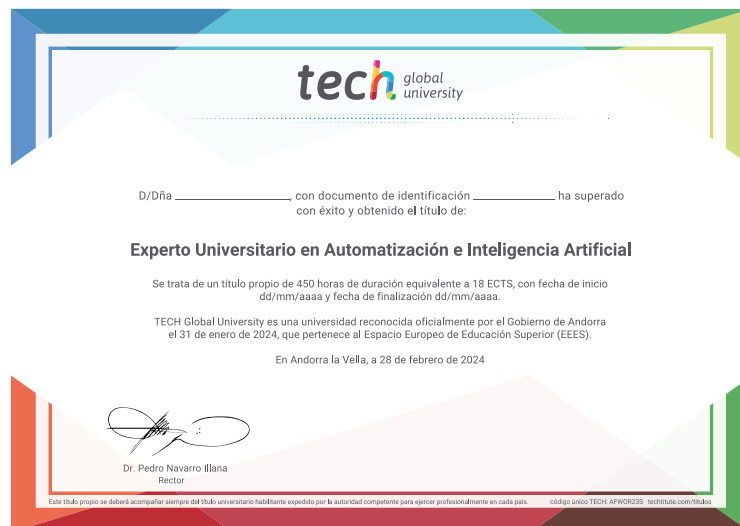 tech global university
D/Dña ____________, con documento de identificación ____________ ha superado
con éxito y obtenido el título de:
Experto Universitario en Automatización e Inteligencia Artificial
Se trata de un título propio de 450 horas de duración equivalente a 18 ECTS, con fecha de inicio
dd/mm/aaaa y fecha de finalización dd/mm/aaaa.
TECH Global University es una universidad reconocida oficialmente por el Gobierno de Andorra
el 31 de enero de 2024, que pertenece al Espacio Europeo de Educación Superior (EEES).
En Andorra la Vella, a 28 de febrero de 2024
Dr. Pedro Navarro Illana
Rector
Este título propio se deberá acompañar siempre del título universitario habilitante expedido por la autoridad competente para ejercer profesionalmente en cada país. código único TECH: AFWOR23S techtitute.com/titulos